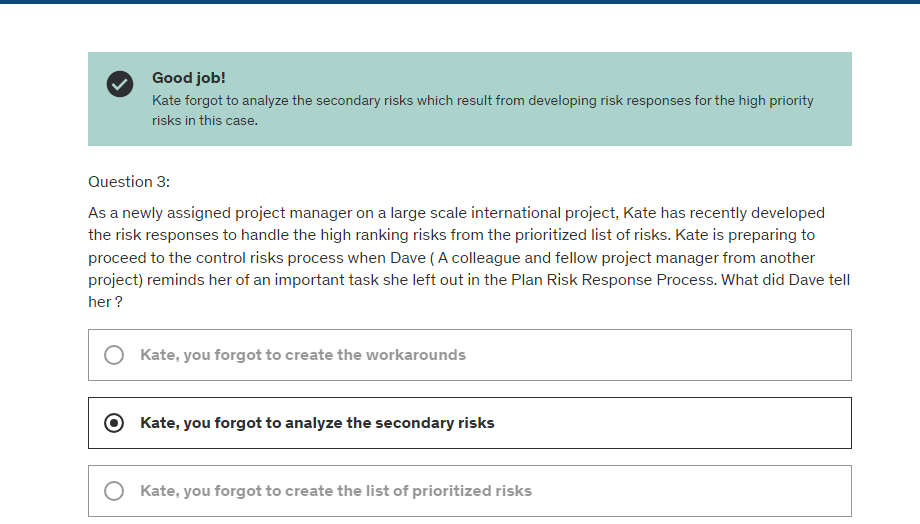 Good job!
Kate forgot to analyze the secondary risks which result from developing risk responses for the high priority
risks in this case.
Question 3:
As a newly assigned project manager on a large scale international project, Kate has recently developed
the risk responses to handle the high ranking risks from the prioritized list of risks. Kate is preparing to
proceed to the control risks process when Dave ( A colleague and fellow project manager from another
project) reminds her of an important task she left out in the Plan Risk Response Process. What did Dave tell
her ?
Kate, you forgot to create the workarounds
Kate, you forgot to analyze the secondary risks
Kate, you forgot to create the list of prioritized risks